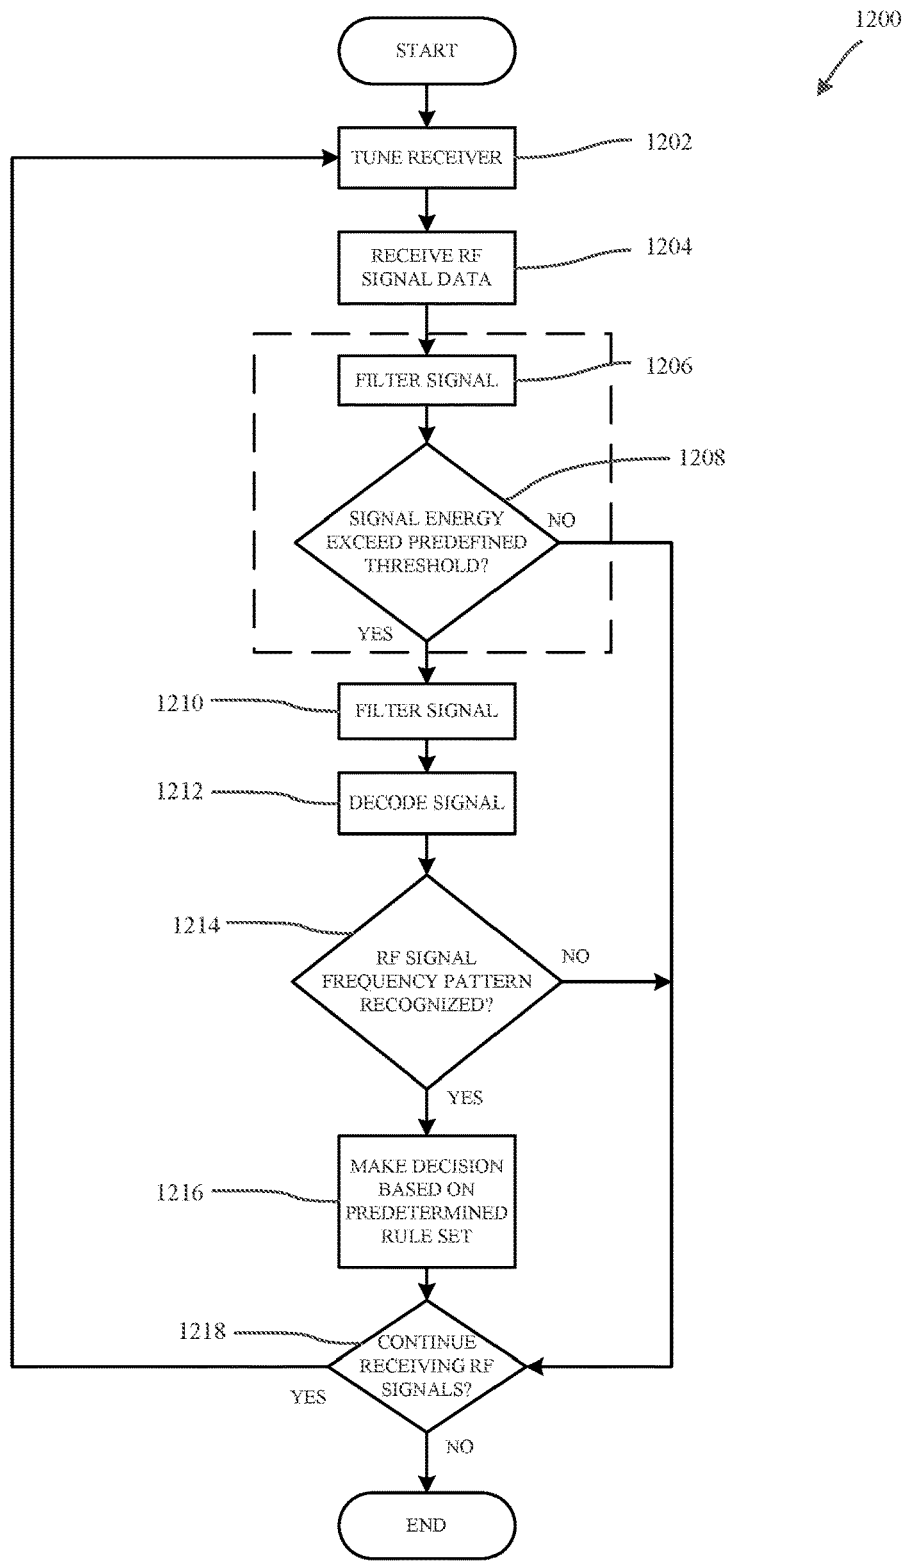 1200
START
TUNE RECEIVER
1202
RECEIVE RF
SIGNAL DATA
1204
FILTER SIGNAL
1206
SIGNAL ENERGY
EXCEED PREDEFINED
THRESHOLD?
1208
NO
YES
1210
FILTER SIGNAL
1212
DECODE SIGNAL
1214
RF SIGNAL
FREQUENCY PATTERN
RECOGNIZED?
NO
YES
1216
MAKE DECISION
BASED ON
PREDETERMINED
RULE SET
1218
CONTINUE
RECEIVING RF
SIGNALS?
YES
NO
END